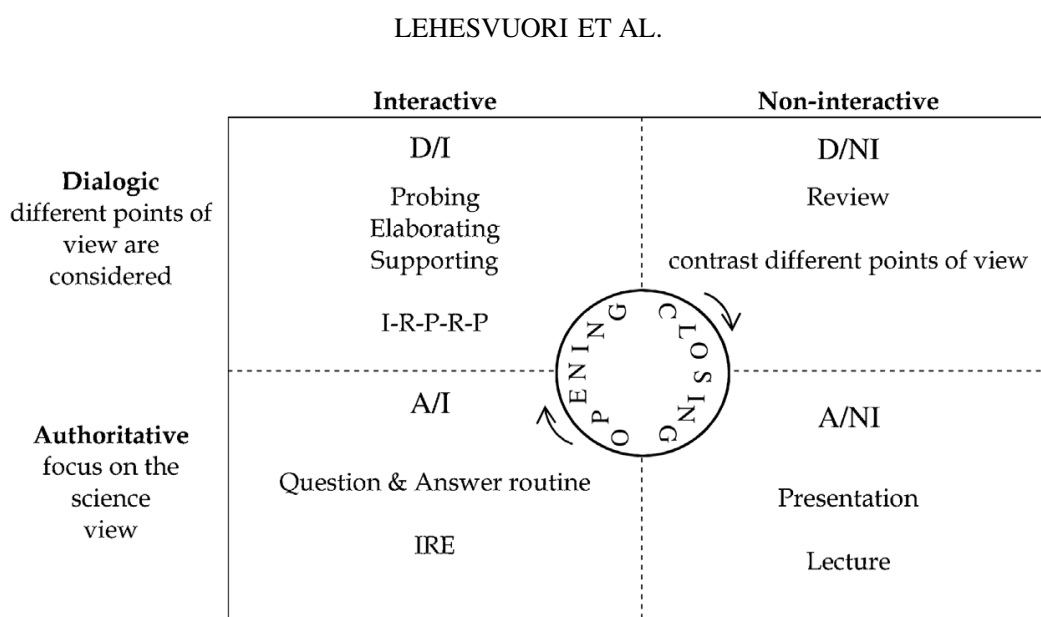 LEHESVUORI ET AL.
Interactive
Non-interactive
Dialogic
different points of
view are
considered
D/I
Probing
Elaborating
Supporting
I-R-P-R-P
D/NI
Review
contrast different points of view
OPENING
CLOSING
Authoritative
focus on the
science
view
A/I
Question & Answer routine
IRE
A/NI
Presentation
Lecture